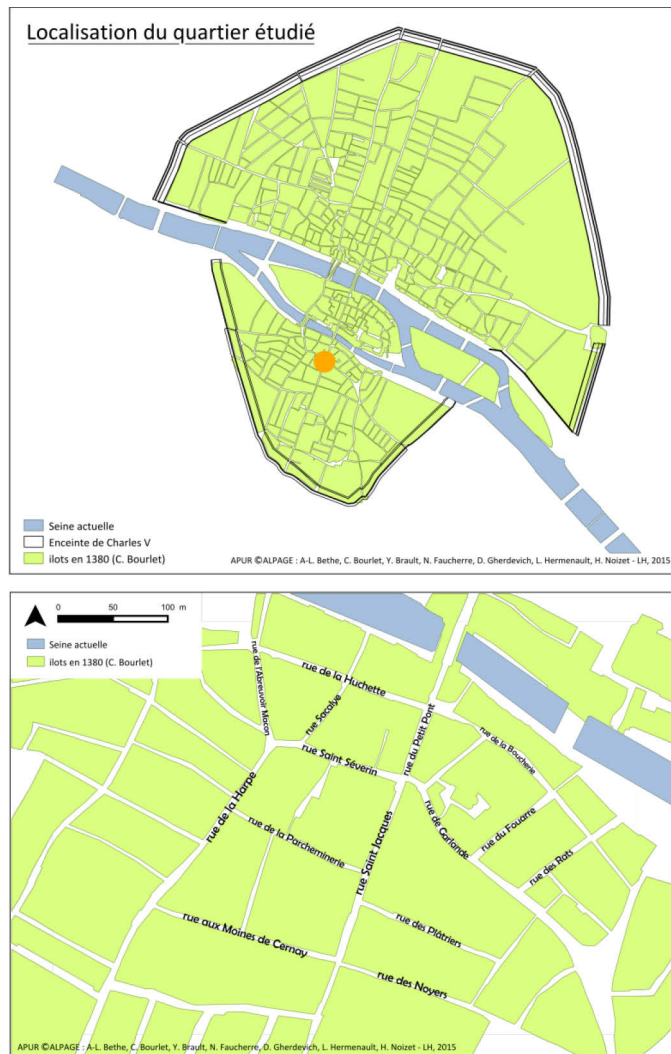 Localisation du quartier étudié
Seine actuelle
Enceinte de Charles V
ilots en 1380 (C. Bourlet)
APUR ©ALPAGE : A-L. Bethe, C. Bourlet, Y. Brault, N. Faucherre, D. Gherdevich, L. Hermenault, H. Noizet - LH, 2015
0 50 100 m
Seine actuelle
ilots en 1380 (C. Bourlet)
rue de l'Abreuvoir Macon
rue de la Huchette
rue Sacalye
rue du Petit Pont
rue de la Boucherie
rue Saint Séverin
rue de la Harpe
rue de Garlande
rue du Fouarre
rue de la Parcheminerie
rue Saint Jacques
rue des Rats
rue aux Moines de Cernay
rue des Plâtriers
rue des Noyers
APUR ©ALPAGE : A-L. Bethe, C. Bourlet, Y. Brault, N. Faucherre, D. Gherdevich, L. Hermenault, H. Noizet - LH, 2015